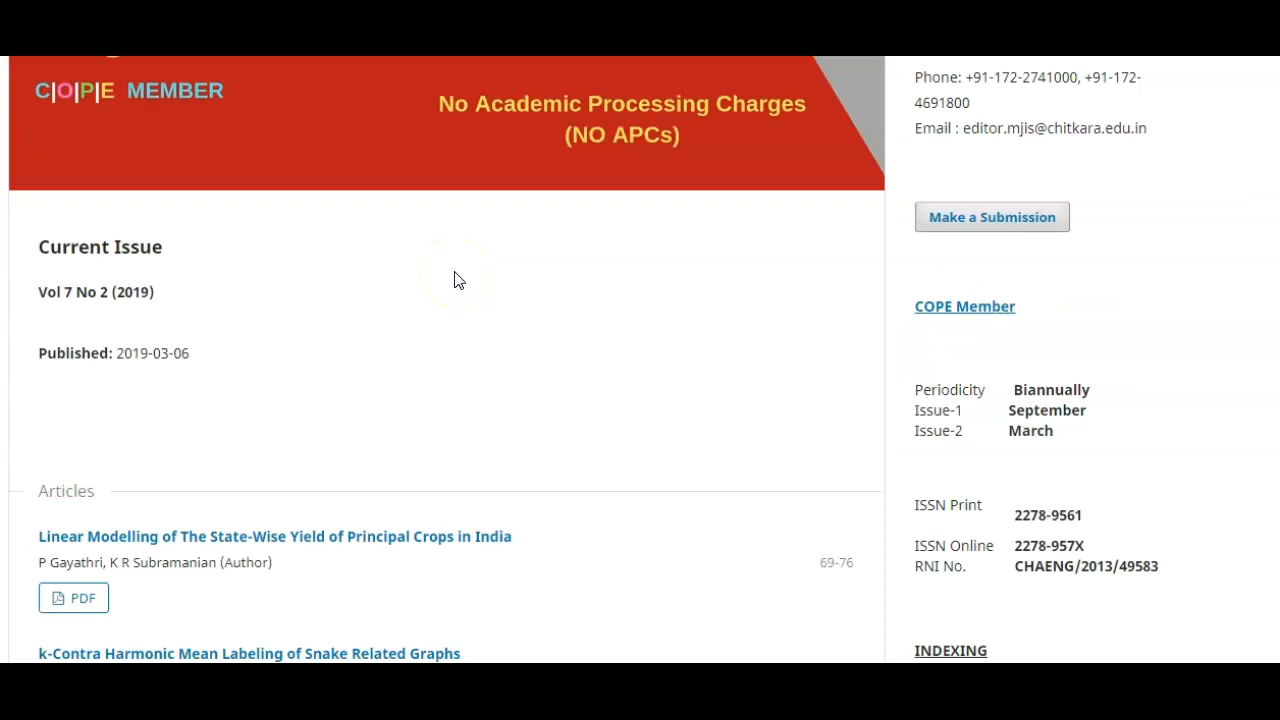 C|O|P|E MEMBER
No Academic Processing Charges
(NO APCs)
Current Issue
Vol 7 No 2 (2019)
Published: 2019-03-06
Articles
Linear Modelling of The State-Wise Yield of Principal Crops in India
P Gayathri, K R Subramanian (Author)
69-76
PDF
k-Contra Harmonic Mean Labeling of Snake Related Graphs
Phone: +91-172-2741000, +91-172-
4691800
Email : editor.mjis@chitkara.edu.in
Make a Submission
COPE Member
Periodicity Biannually
Issue-1 September
Issue-2 March
ISSN Print 2278-9561
ISSN Online 2278-957X
RNI No. CHAENG/2013/49583
INDEXING